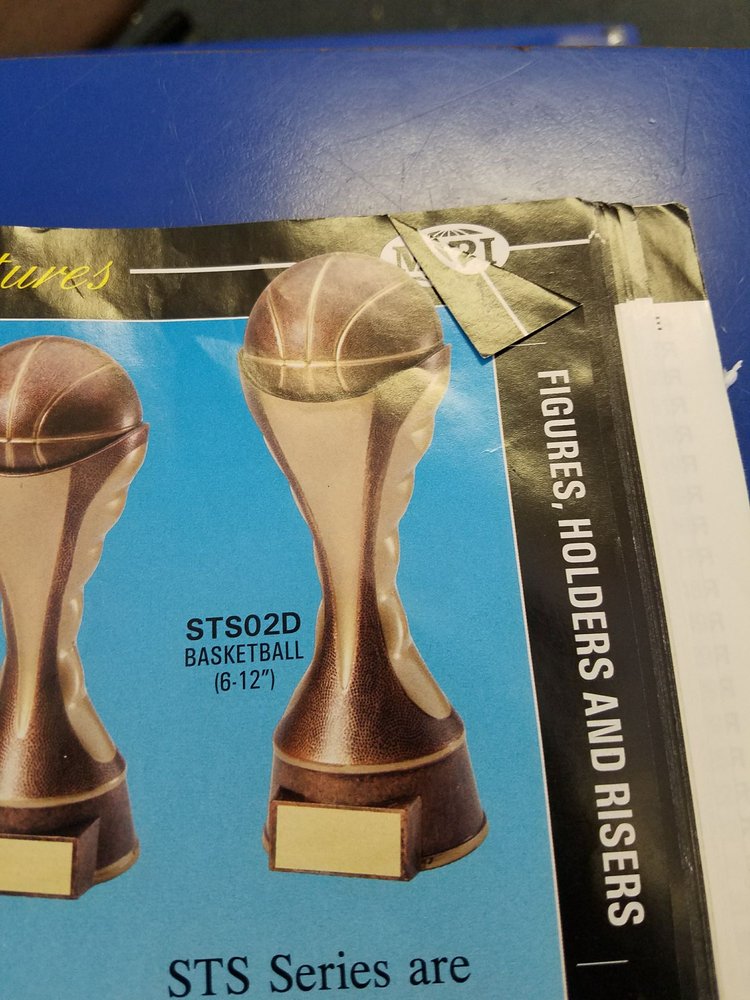 tures
STS02D
BASKETBALL
(6-12")
FIGURES, HOLDERS AND RISERS
STS Series are